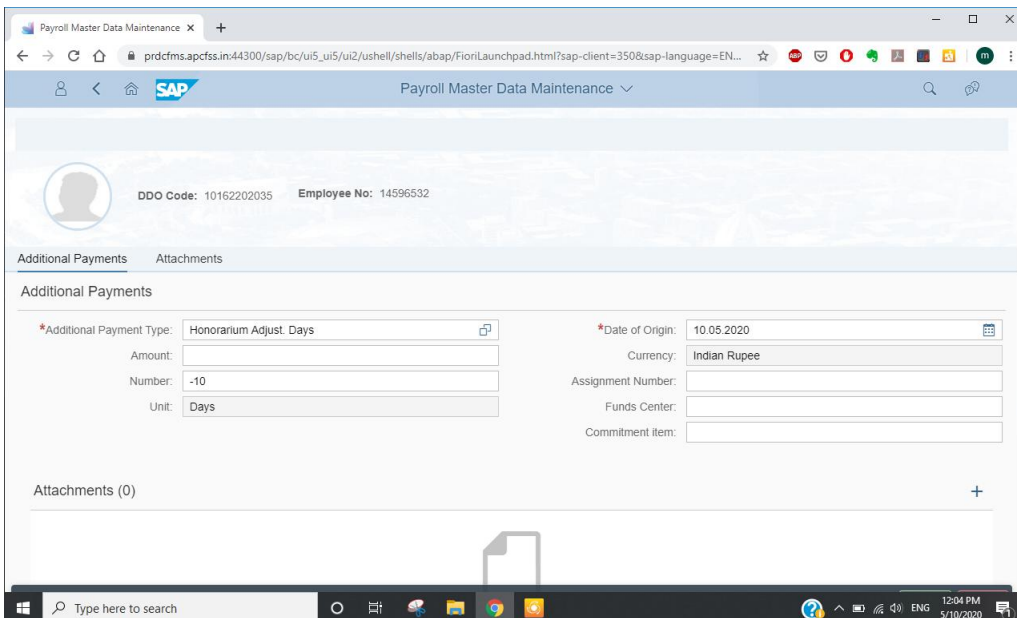 Payroll Master Data Maintenance
prdcfms.apcfss.in:44300/sap/bc/ui5_ui5/ui2/ushell/shells/abap/FioriLaunchpad.html?sap-client=350&sap-language=EN...
ABP
m
SAP
Payroll Master Data Maintenance
DDO Code: 10162202035 Employee No: 14596532
Additional Payments Attachments
Additional Payments
*Additional Payment Type: Honorarium Adjust. Days *Date of Origin: 10.05.2020
Amount: Currency: Indian Rupee
Number: -10 Assignment Number:
Unit: Days Funds Center:
Commitment item:
Attachments (0)
Type here to search ENG 12:04 PM
5/10/2020